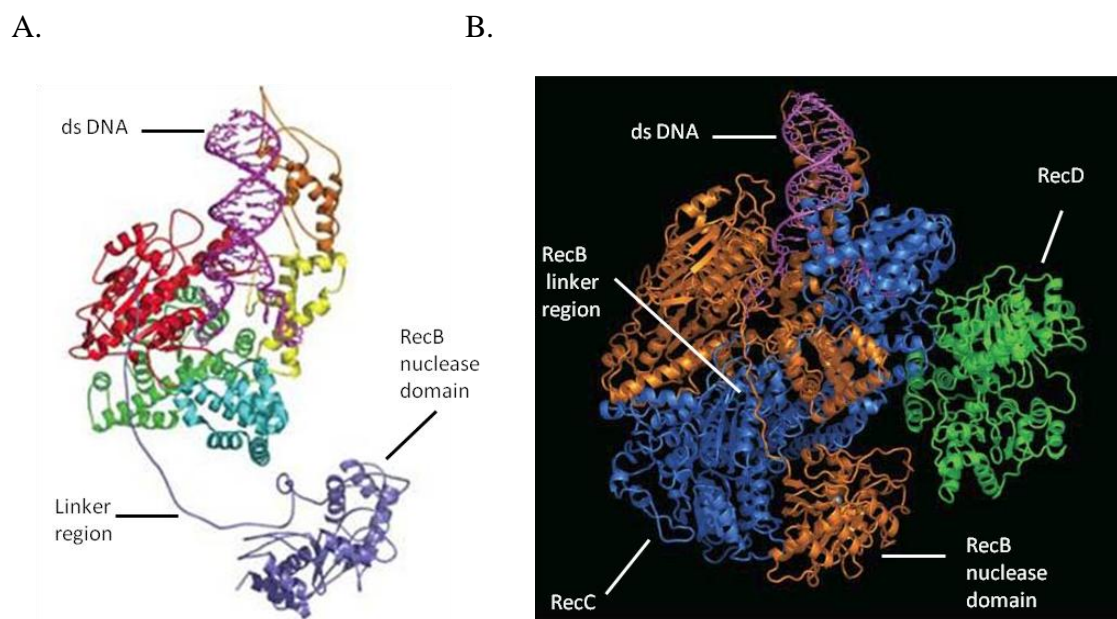 A.
B.
ds DNA
RecB
nuclease
domain
Linker
region
ds DNA
RecD
RecB
linker
region
RecB
nuclease
domain
RecC